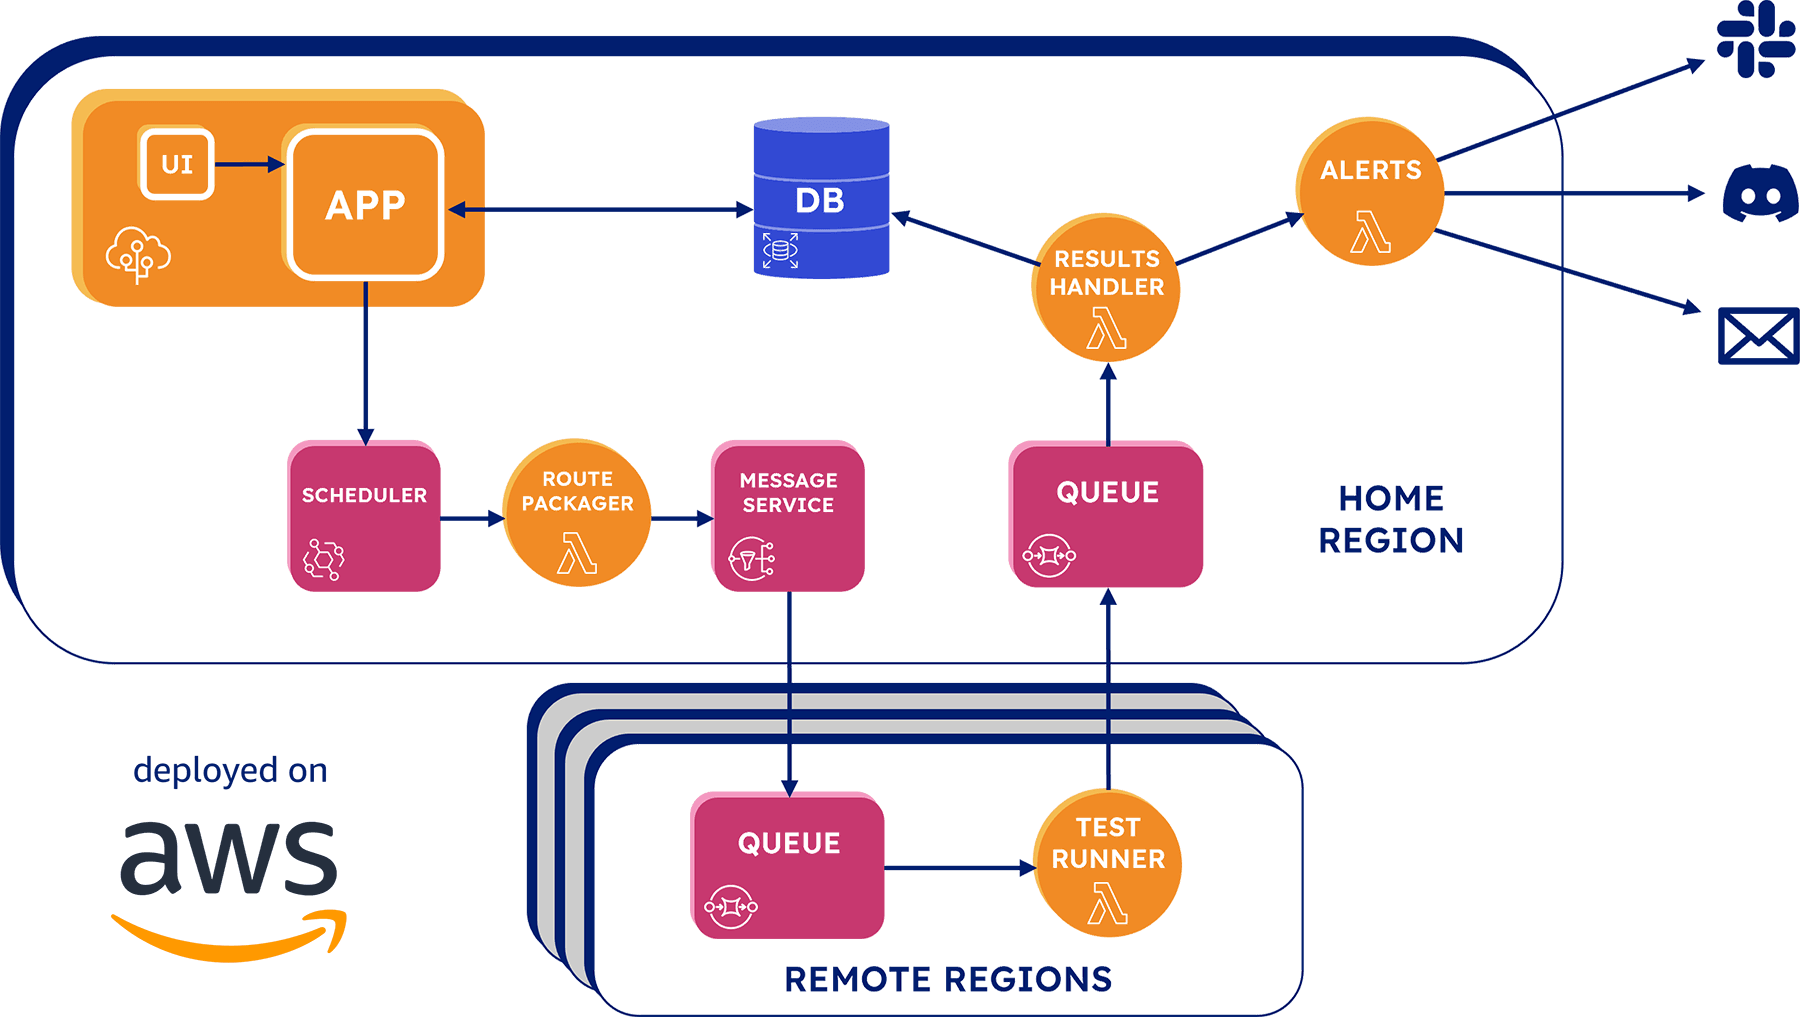 UI
APP
DB
ALERTS
RESULTS
HANDLER
SCHEDULER
ROUTE
PACKAGER
MESSAGE
SERVICE
QUEUE
HOME
REGION
deployed on
aws
QUEUE
TEST
RUNNER
REMOTE REGIONS